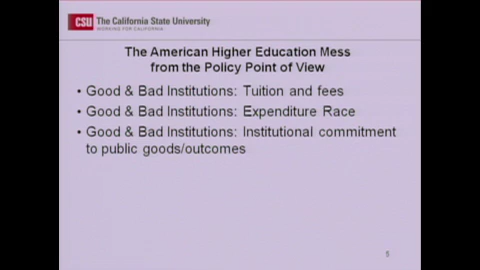 CSU The California State University
WORKING FOR CALIFORNIA
The American Higher Education Mess
from the Policy Point of View
• Good & Bad Institutions: Tuition and fees
• Good & Bad Institutions: Expenditure Race
• Good & Bad Institutions: Institutional commitment
to public goods/outcomes
5